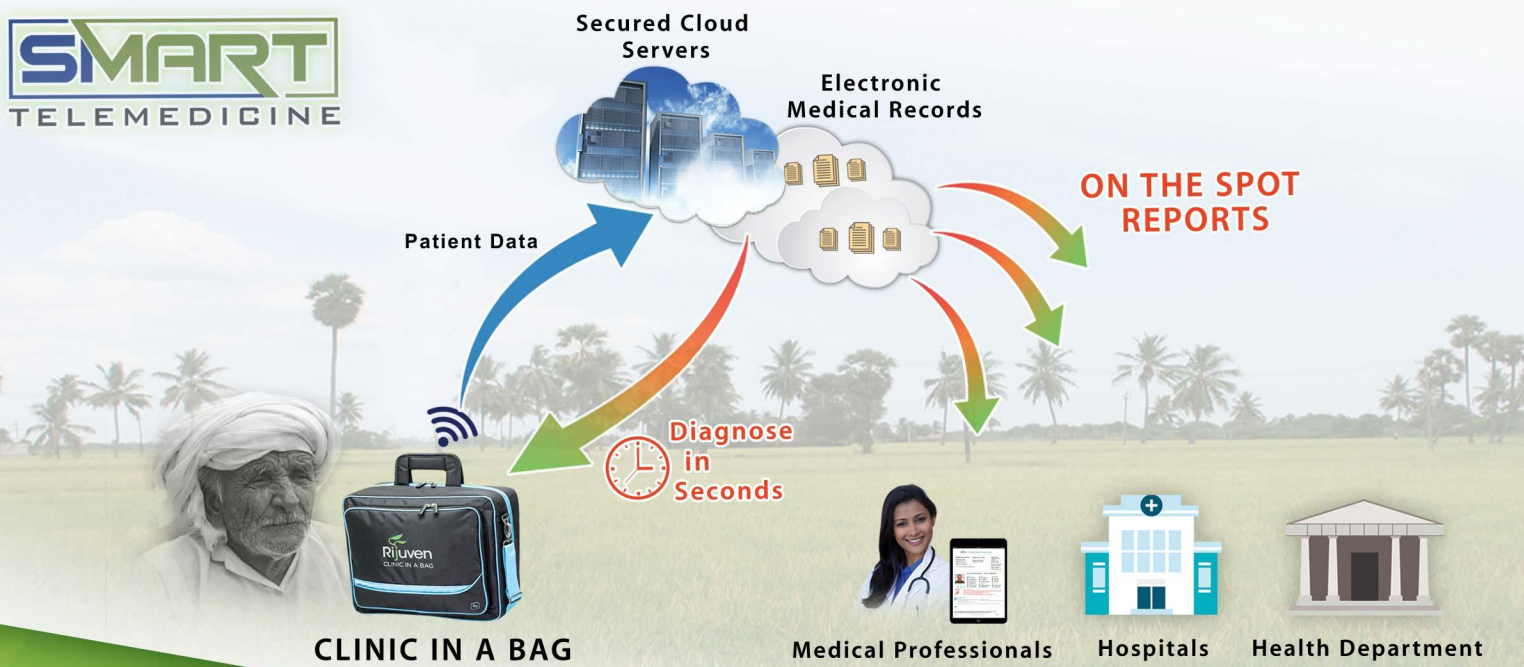 SMART
TELEMEDICINE
Secured Cloud
Servers
Electronic
Medical Records
ON THE SPOT
REPORTS
Patient Data
Diagnose
in
Seconds
Rijuven
CLINIC IN A BAG
CLINIC IN A BAG
Medical Professionals
Hospitals
Health Department